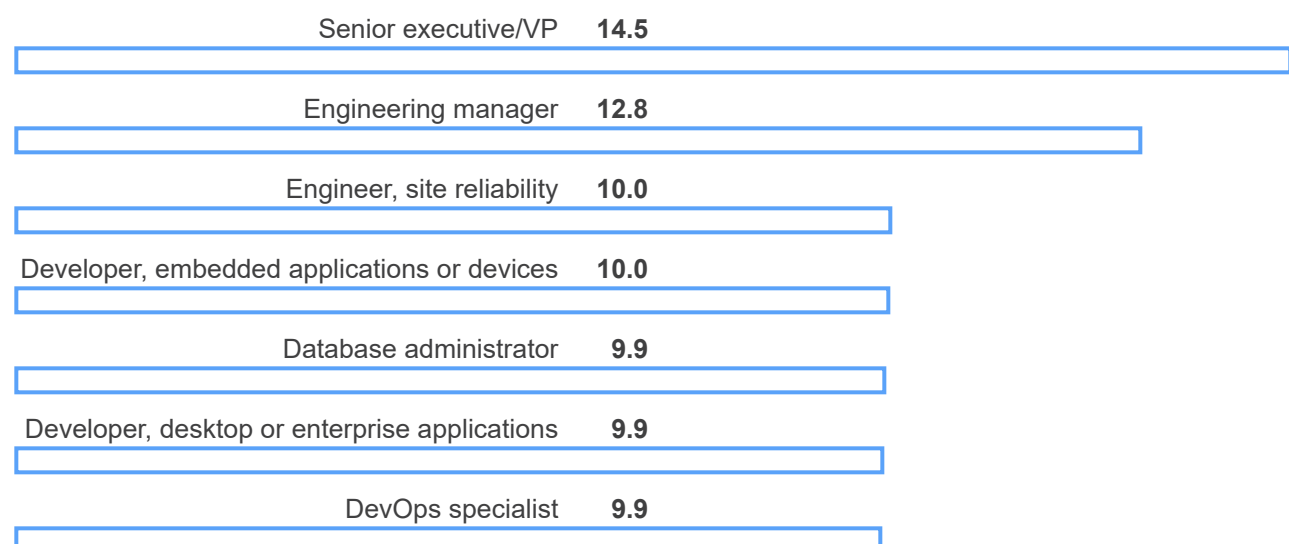 Senior executive/VP 14.5
Engineering manager 12.8
Engineer, site reliability 10.0
Developer, embedded applications or devices 10.0
Database administrator 9.9
Developer, desktop or enterprise applications 9.9
DevOps specialist 9.9